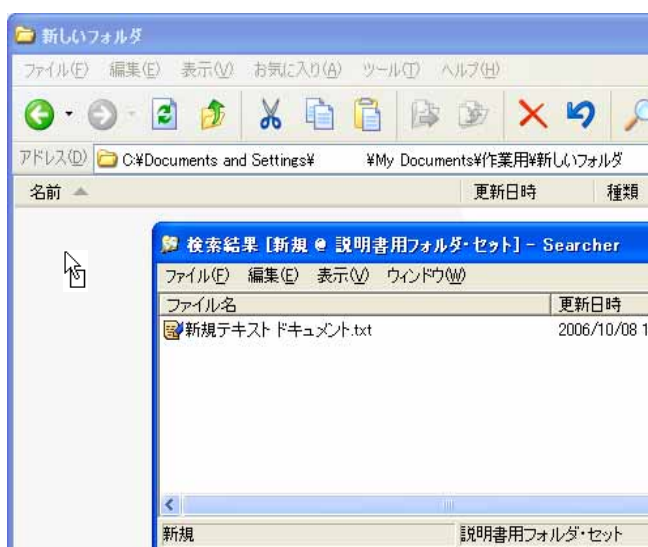 新しいフォルダ
ファイル(F) 編集(E) 表示(V) お気に入り(A) ツール(T) ヘルプ(H)
アドレス(D) C:¥Documents and Settings¥ ¥My Documents¥作業用¥新しいフォルダ
名前 更新日時 種類
検索結果 [新規 @ 説明書用フォルダ・セット] - Searcher
ファイル(F) 編集(E) 表示(V) ウィンドウ(W)
ファイル名 更新日時
新規テキスト ドキュメント.txt 2006/10/08 1
新規 説明書用フォルダ・セット